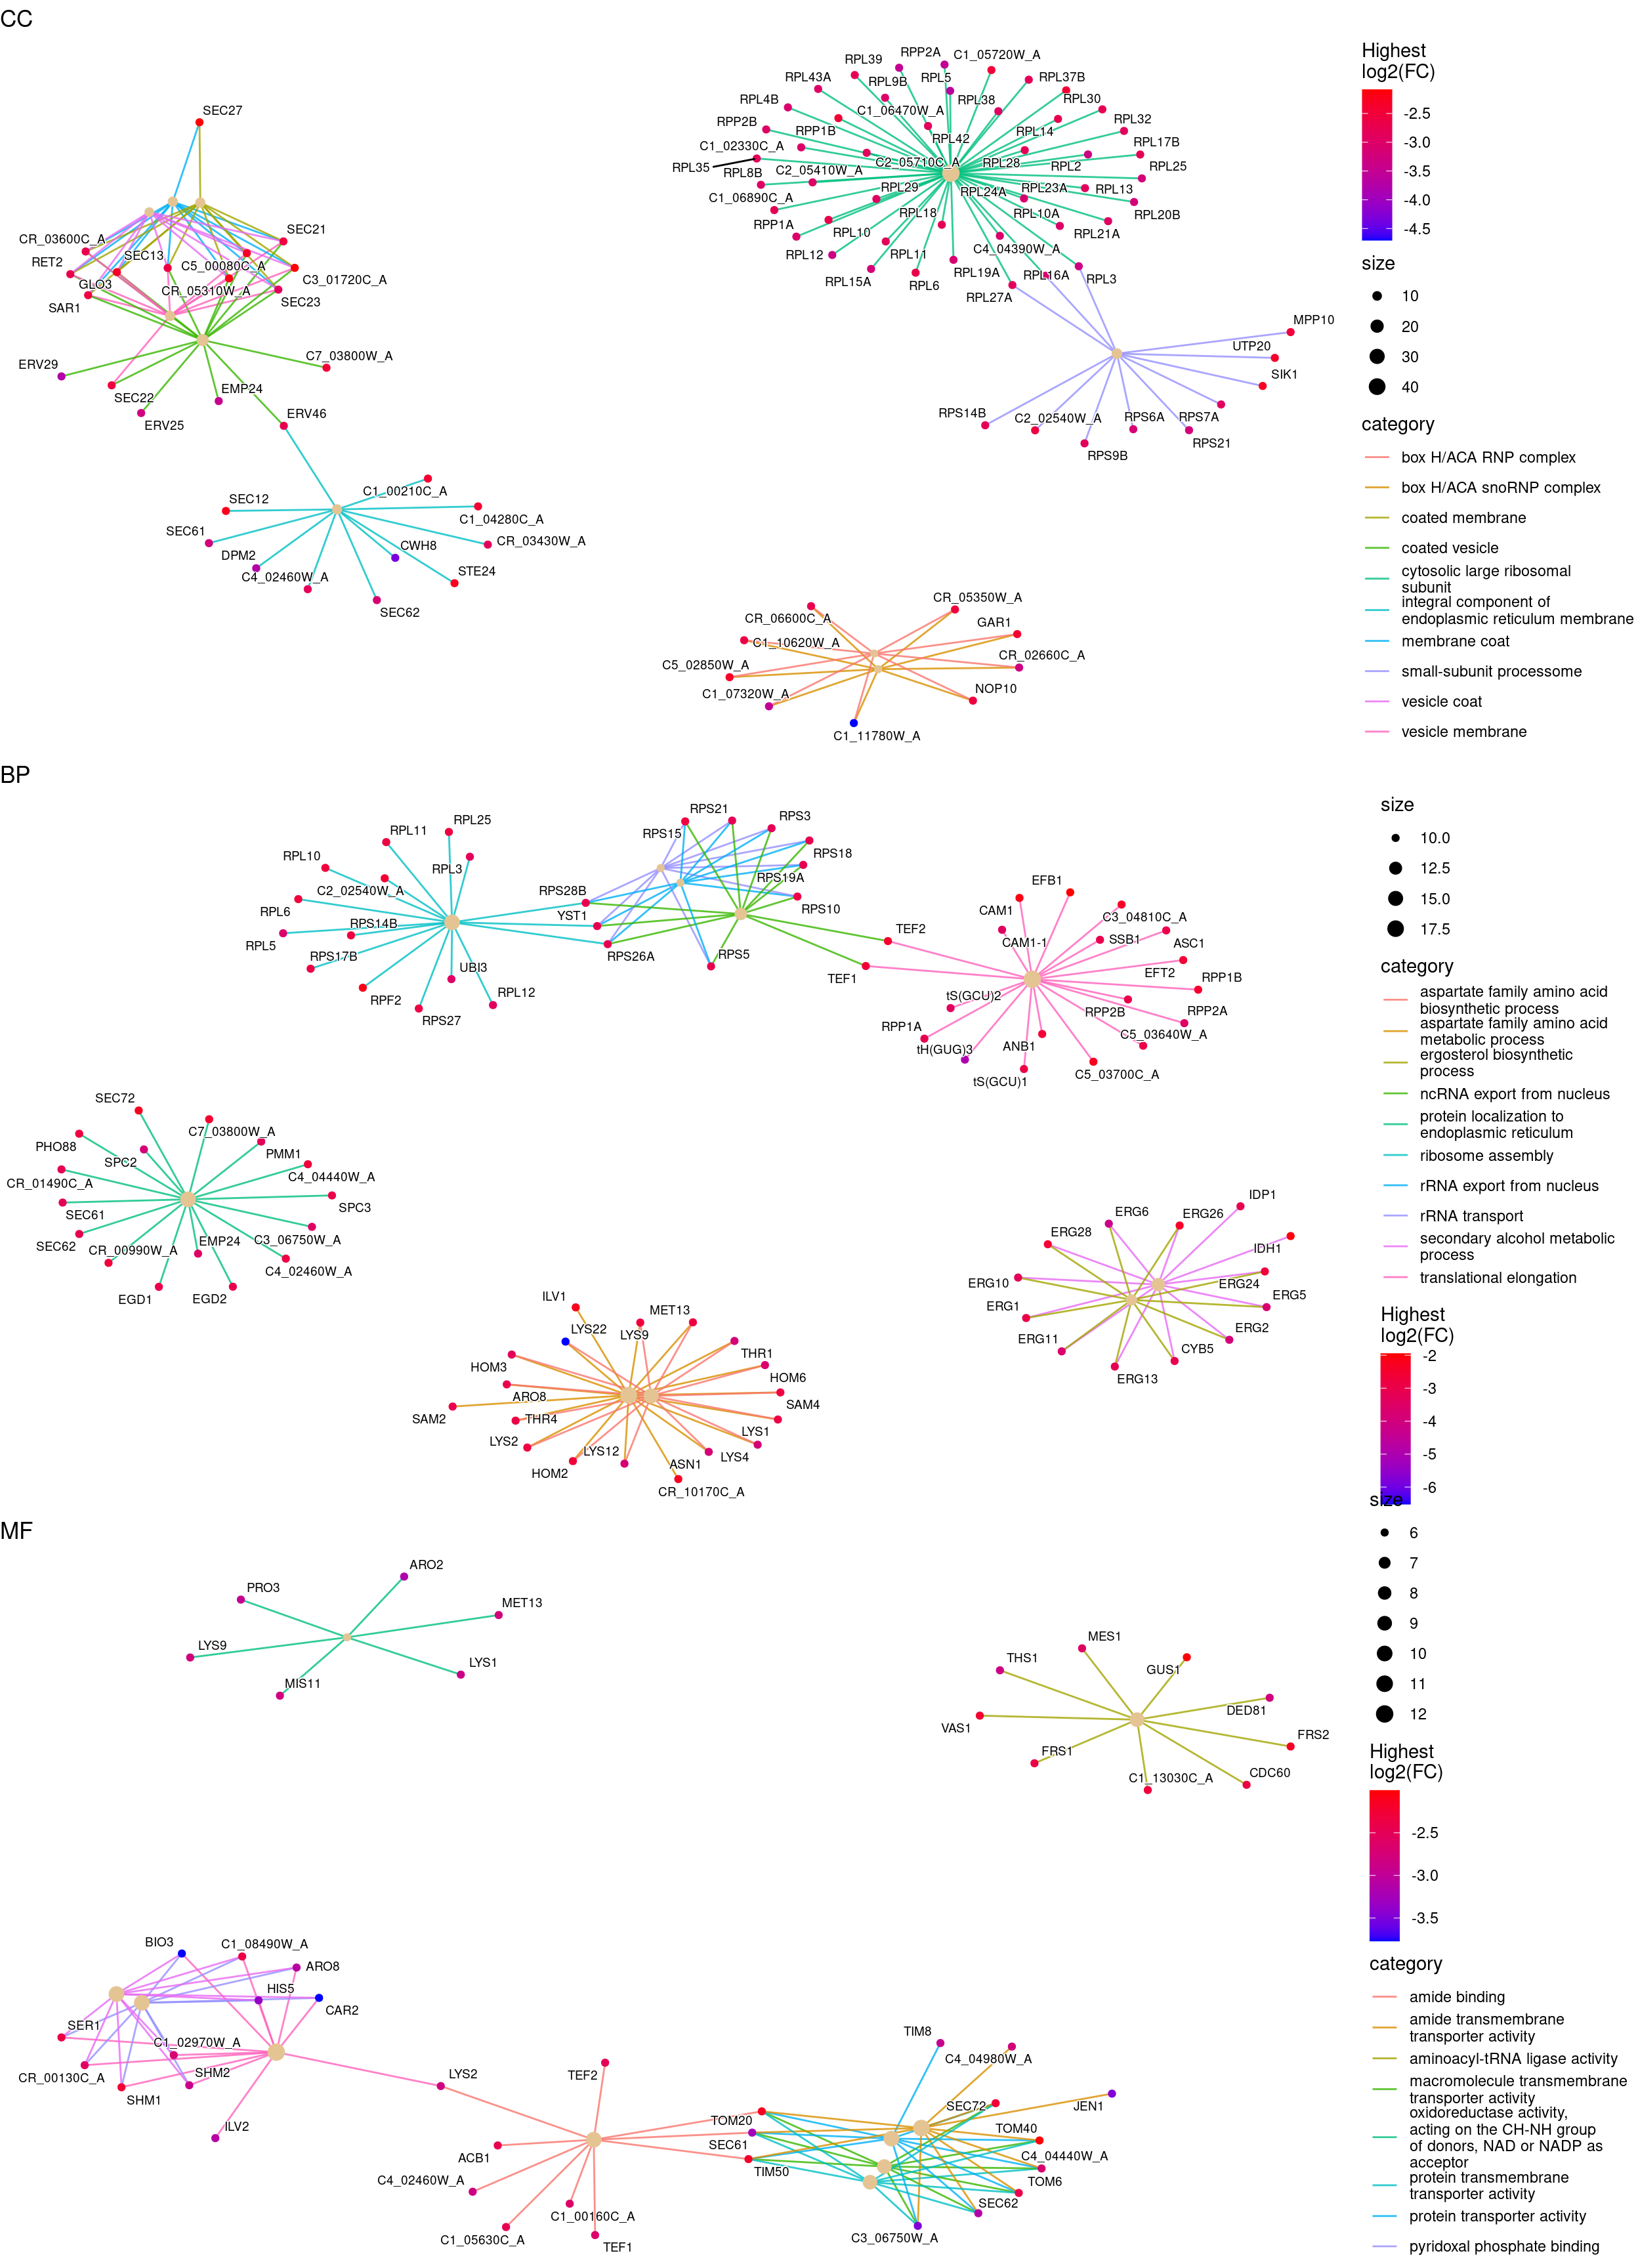 CC
SEC27
CR_03600C_A
RET2
SEC13
GLO3
SAR1
C5_00080C_A
CR_05310W_A
SEC21
C3_01720C_A
SEC23
ERV29
SEC22
ERV25
EMP24
C7_03800W_A
ERV46
SEC12
SEC61
DPM2
C4_02460W_A
C1_00210C_A
C1_04280C_A
CR_03430W_A
CWH8
STE24
SEC62
RPL39
RPP2A
C1_05720W_A
RPL43A
RPL9B
RPL5
RPL37B
RPL4B
C1_06470W_A
RPL38
RPL30
RPP2B
RPP1B
RPL42
RPL14
RPL32
C1_02330C_A
RPL17B
RPL35
RPL8B
C2_05410W_A
C2_05710C_A
RPL28
RPL2
RPL25
C1_06890C_A
RPL29
RPL24A
RPL23A
RPL13
RPP1A
RPL18
RPL10A
RPL20B
RPL12
RPL10
RPL11
C4_04390W_A
RPL21A
RPL15A
RPL6
RPL19A
RPL27A
RPL16A
RPL3
MPP10
UTP20
SIK1
RPS14B
C2_02540W_A
RPS9B
RPS6A
RPS7A
RPS21
CR_06600C_A
CR_05350W_A
C1_10620W_A
GAR1
C5_02850W_A
CR_02660C_A
C1_07320W_A
NOP10
C1_11780W_A
Highest
log2(FC)
-2.5
-3.0
-3.5
-4.0
-4.5
size
10
20
30
40
category
box H/ACA RNP complex
box H/ACA snoRNP complex
coated membrane
coated vesicle
cytosolic large ribosomal
subunit
integral component of
endoplasmic reticulum membrane
membrane coat
small-subunit processome
vesicle coat
vesicle membrane
BP
RPL11
RPL25
RPL10
RPL3
C2_02540W_A
RPL6
RPS14B
RPL5
RPS17B
UBI3
RPF2
RPS27
RPL12
RPS21
RPS15
RPS3
RPS18
RPS28B
RPS19A
YST1
RPS10
RPS26A
RPS5
TEF2
TEF1
EFB1
CAM1
C3_04810C_A
CAM1-1
SSB1
ASC1
EFT2
RPP1B
tS(GCU)2
RPP2B
RPP2A
RPP1A
C5_03640W_A
tH(GUG)3
ANB1
tS(GCU)1
C5_03700C_A
SEC72
PHO88
C7_03800W_A
SPC2
PMM1
CR_01490C_A
C4_04440W_A
SEC61
SPC3
SEC62
CR_00990W_A
EMP24
C3_06750W_A
C4_02460W_A
EGD1
EGD2
ILV1
MET13
LYS22
LYS9
HOM3
THR1
ARO8
HOM6
SAM2
THR4
SAM4
LYS2
LYS12
LYS1
HOM2
ASN1
LYS4
CR_10170C_A
ERG6
ERG26
IDP1
ERG28
IDH1
ERG10
ERG24
ERG1
ERG5
ERG11
ERG2
CYB5
ERG13
size
10.0
12.5
15.0
17.5
category
aspartate family amino acid
biosynthetic process
aspartate family amino acid
metabolic process
ergosterol biosynthetic
process
ncRNA export from nucleus
protein localization to
endoplasmic reticulum
ribosome assembly
rRNA export from nucleus
rRNA transport
secondary alcohol metabolic
process
translational elongation
Highest
log2(FC)
-2
-3
-4
-5
-6
MF
PRO3
ARO2
MET13
LYS9
LYS1
MIS11
THS1
MES1
GUS1
DED81
VAS1
FRS2
FRS1
C1_13030C_A
CDC60
BIO3
C1_08490W_A
ARO8
HIS5
CAR2
SER1
C1_02970W_A
CR_00130C_A
SHM2
SHM1
ILV2
LYS2
TEF2
ACB1
C4_02460W_A
C1_00160C_A
C1_05630C_A
TEF1
TOM20
SEC61
TIM50
TIM8
C4_04980W_A
SEC72
JEN1
TOM40
C4_04440W_A
TOM6
SEC62
C3_06750W_A
size
6
7
8
9
10
11
12
Highest
log2(FC)
-2.5
-3.0
-3.5
category
amide binding
amide transmembrane
transporter activity
aminoacyl-tRNA ligase activity
macromolecule transmembrane
transporter activity
oxidoreductase activity,
acting on the CH-NH group
of donors, NAD or NADP as
acceptor
protein transmembrane
transporter activity
protein transporter activity
pyridoxal phosphate binding